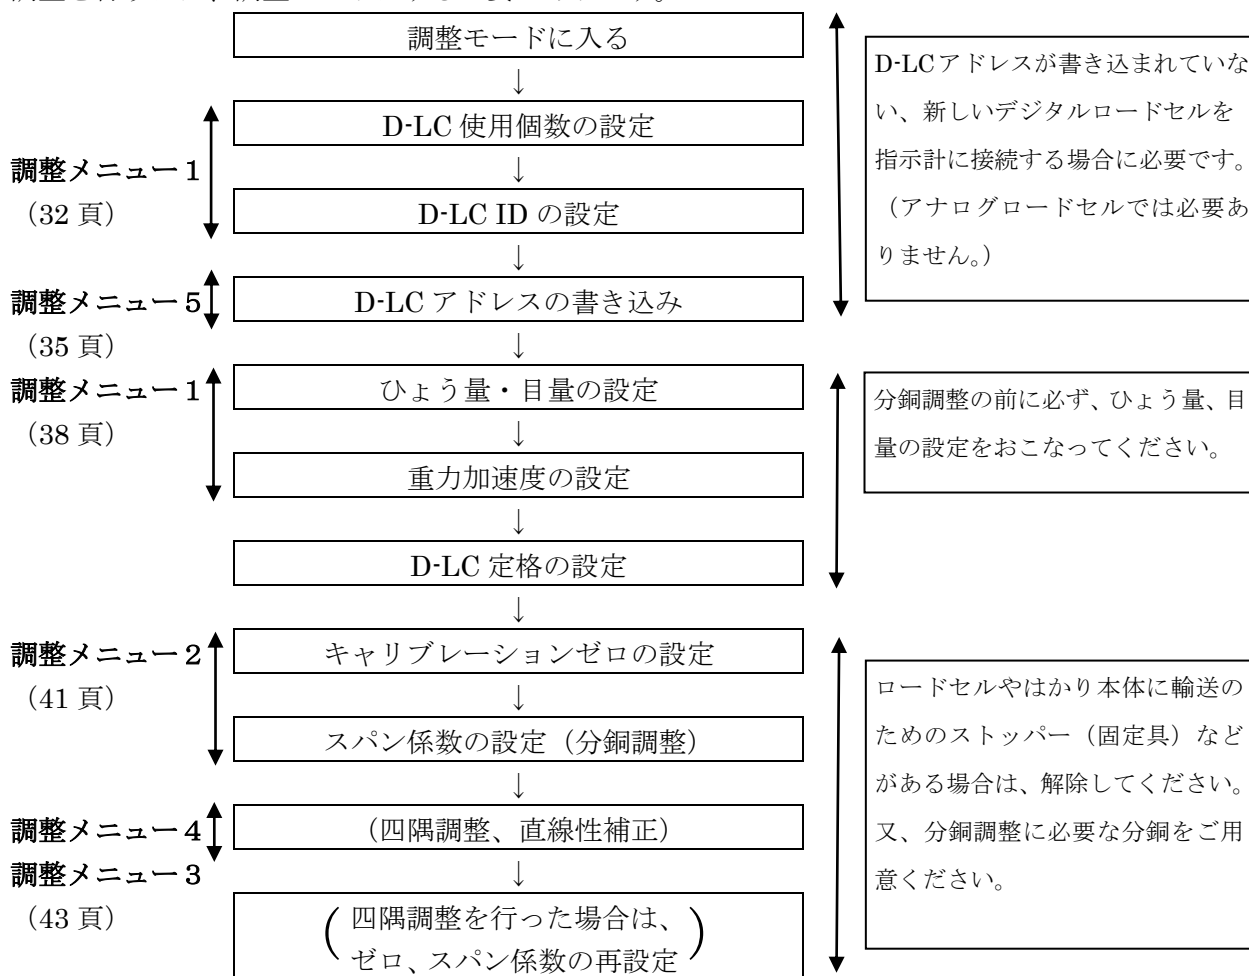 調整モードに入る
↓
D-LC 使用個数の設定
調整メニュー１
（32 頁）
↓
D-LC ID の設定
↓
D-LC アドレスの書き込み
調整メニュー５
（35 頁）
↓
ひょう量・目量の設定
調整メニュー１
（38 頁）
↓
重力加速度の設定
↓
D-LC 定格の設定
↓
キャリブレーションゼロの設定
調整メニュー２
（41 頁）
↓
スパン係数の設定（分銅調整）
↓
（四隅調整、直線性補正）
調整メニュー４
調整メニュー３
（43 頁）
↓
（四隅調整を行った場合は、
ゼロ、スパン係数の再設定）
D-LCアドレスが書き込まれていな
い、新しいデジタルロードセルを
指示計に接続する場合に必要です。
（アナログロードセルでは必要あ
りません。）
分銅調整の前に必ず、ひょう量、目
量の設定をおこなってください。
ロードセルやはかり本体に輸送の
ためのストッパー（固定具）など
がある場合は、解除してください。
又、分銅調整に必要な分銅をご用
意ください。